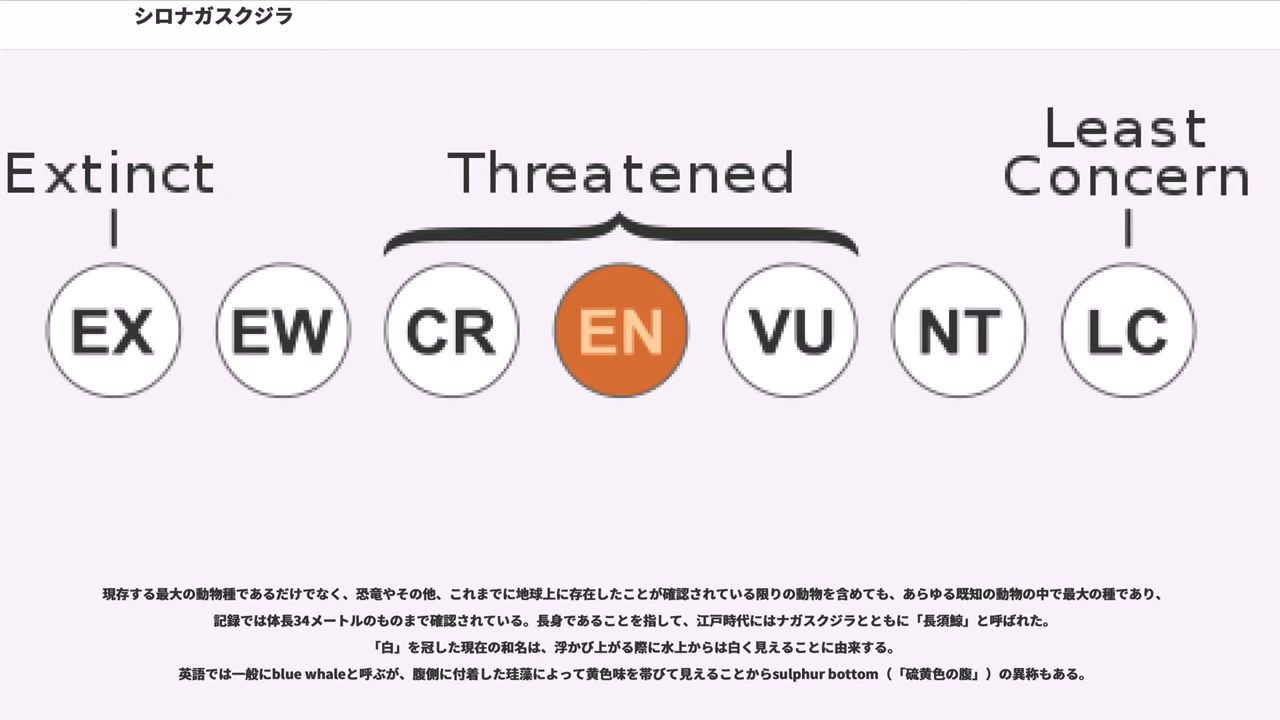 シロナガスクジラ
Least
Extinct Threatened Concern
EX EW CR EN VU NT LC
現存する最大の動物種であるだけでなく、恐竜やその他、これまでに地球上に存在したことが確認されている限りの動物を含めても、あらゆる既知の動物の中で最大の種であり、
記録では体長34メートルのものまで確認されている。長身であることを指して、江戸時代にはナガスクジラとともに「長須鯨」と呼ばれた。
「白」を冠した現在の和名は、浮かび上がる際に水上からは白く見えることに由来する。
英語では一般にblue whaleと呼ぶが、腹側に付着した珪藻によって黄色味を帯びて見えることからsulphur bottom（「硫黄色の腹」）の異称もある。